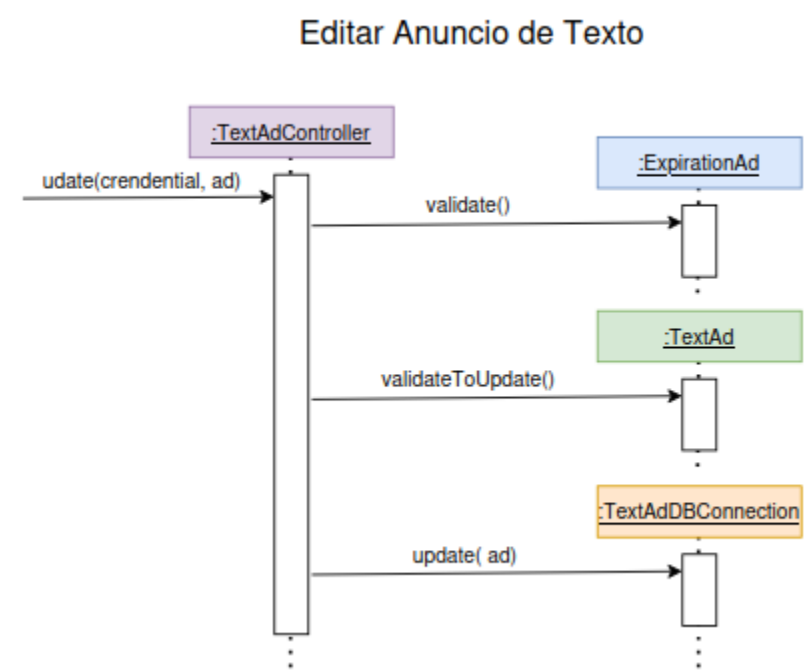 Editar Anuncio de Texto
:TextAdController
:ExpirationAd
udate(crendential, ad)
validate()
:TextAd
validateToUpdate()
:TextAdDBConnection
update( ad)